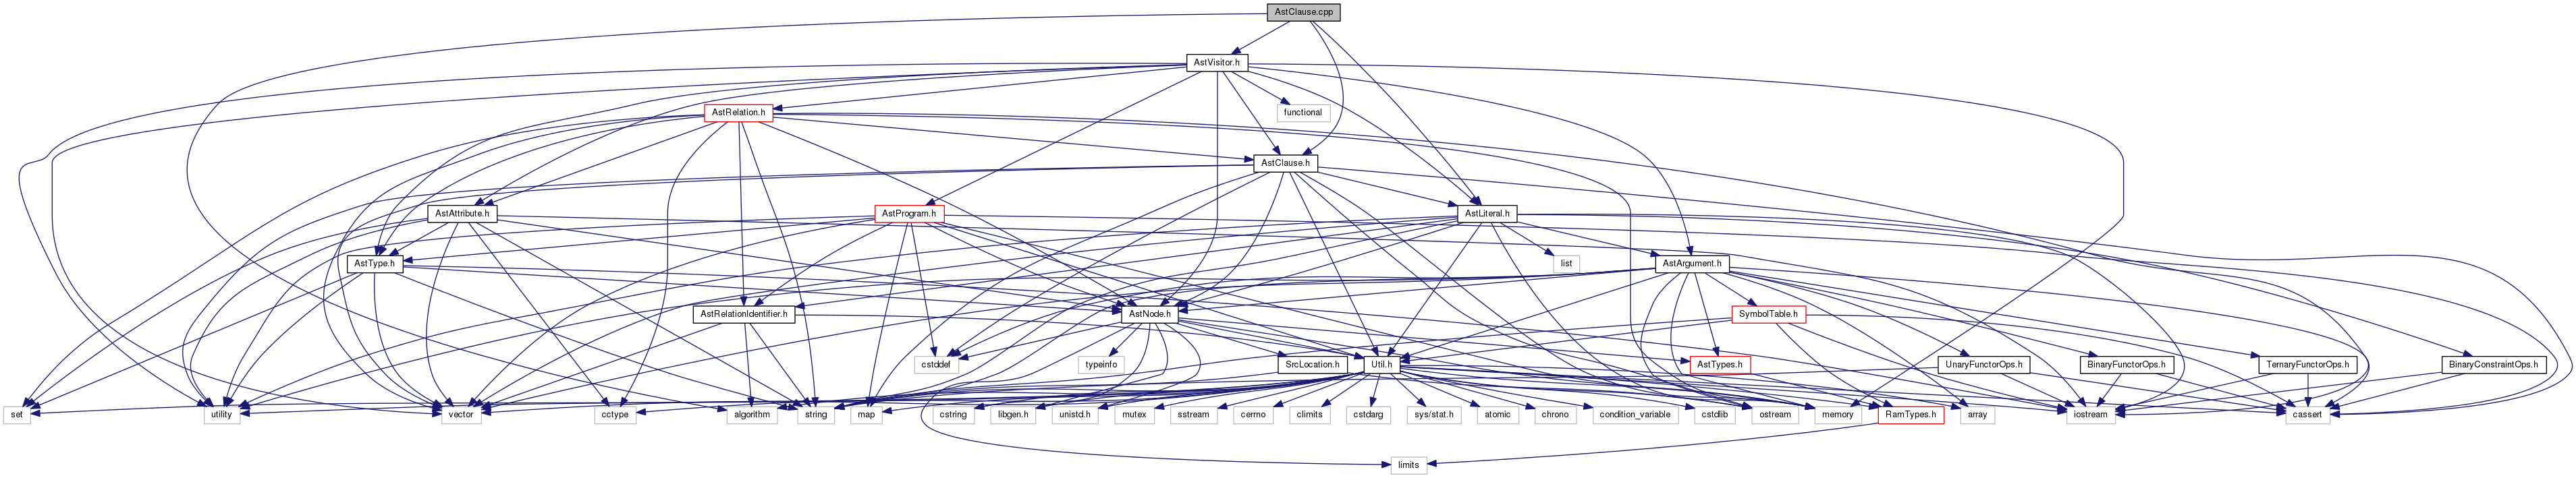 AstClause.cpp
AstVisitor.h
AstRelation.h
functional
AstClause.h
AstAttribute.h
AstProgram.h
AstLiteral.h
AstType.h
list
AstArgument.h
AstRelationIdentifier.h
AstNode.h
SymbolTable.h
cstddef
typeinfo
SrcLocation.h
Util.h
AstTypes.h
UnaryFunctorOps.h
BinaryFunctorOps.h
TernaryFunctorOps.h
BinaryConstraintOps.h
set
utility
vector
cctype
algorithm
string
map
cstring
libgen.h
unistd.h
mutex
sstream
cerrno
climits
cstdarg
sys/stat.h
atomic
chrono
condition_variable
cstdlib
ostream
memory
RamTypes.h
array
iostream
cassert
limits